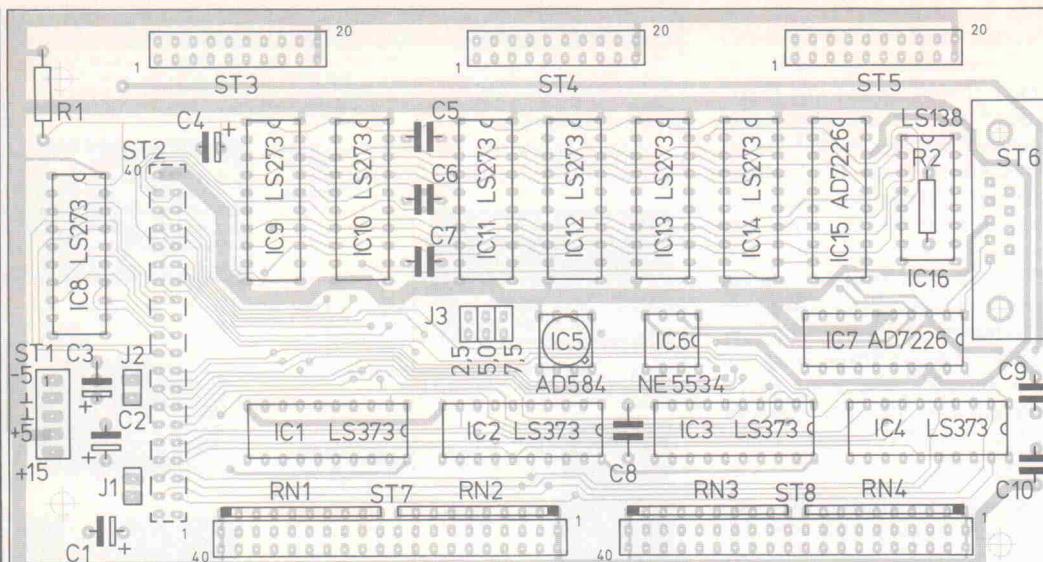 20 20 20
1 1 1
ST3 ST4 ST5
R1 C4 + C5 LS138
ST2 40 R2 ST6
IC8 LS273
IC9 LS273
IC10 LS273
C6
C7
IC11 LS273
IC12 LS273
IC13 LS273
IC14 LS273
IC15 AD7226
IC16
J3
2,5
5,0
7,5
IC5 IC6 IC7 AD7226
AD584 NE5534
ST1 C3 J2
-5 1
⊥
⊥
+5
+15
+ C2
+
C9
IC1 LS373 IC2 LS373 IC3 LS373 IC4 LS373
C8 C10
J1
RN1 ST7 RN2 RN3 ST8 RN4
C1 + 1 40 1 40 1